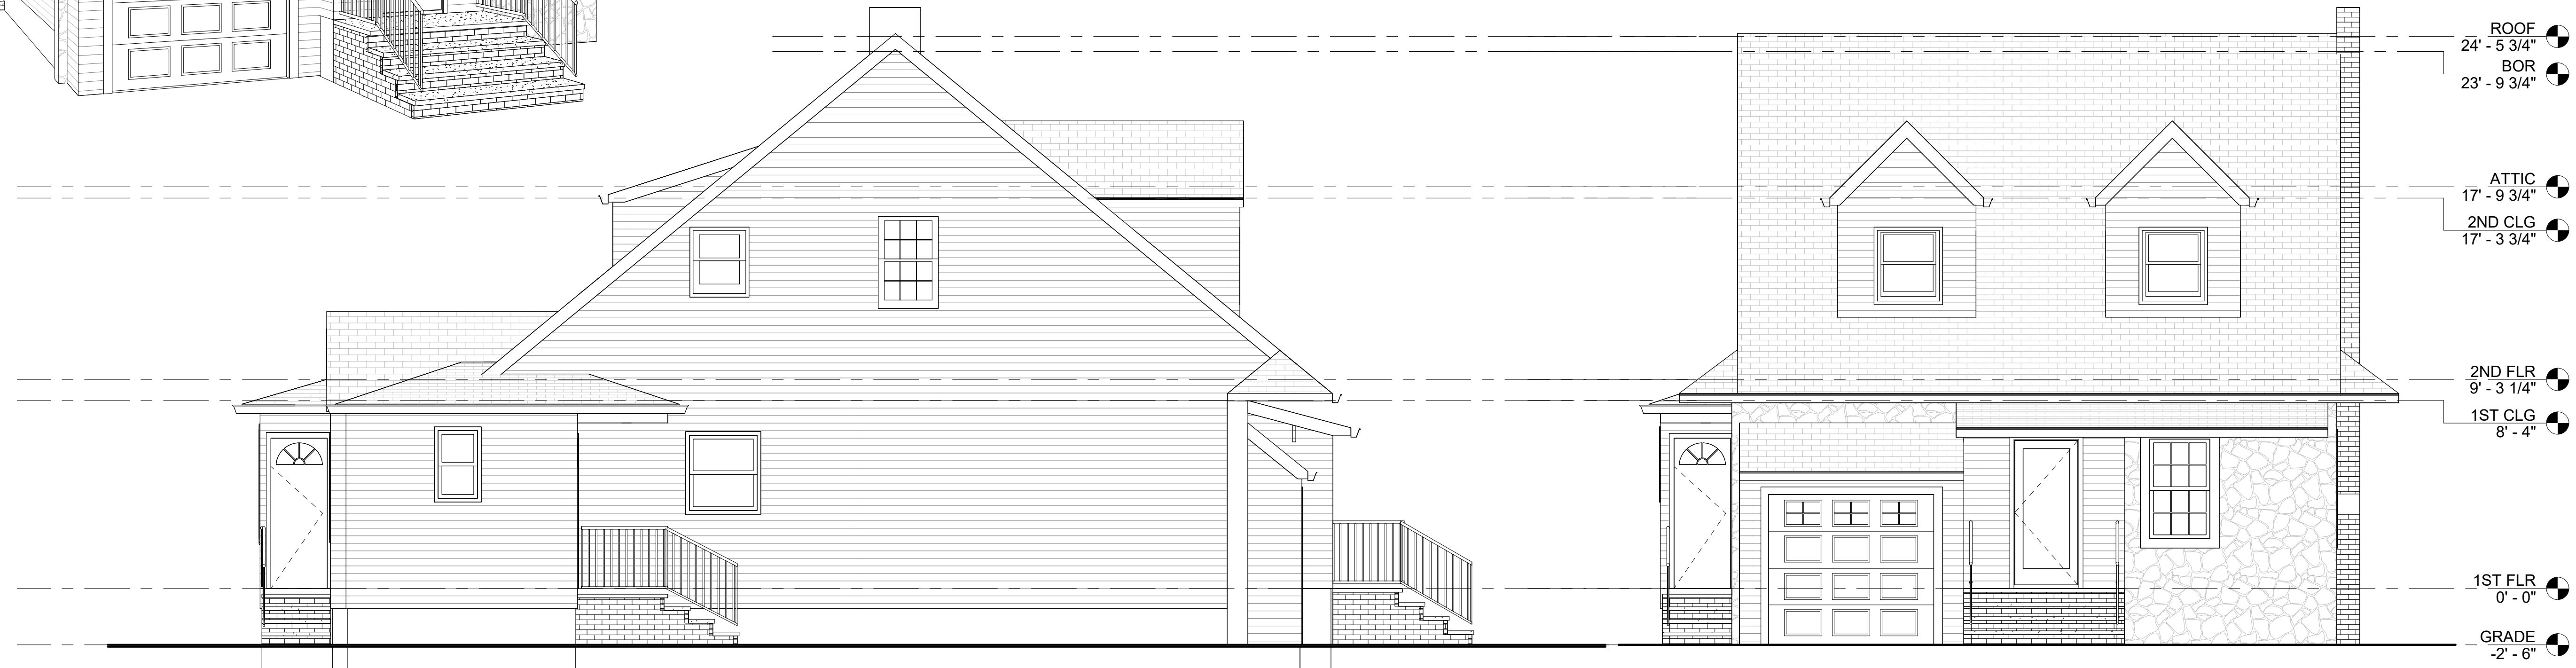 ROOF
24' - 5 3/4"
BOR
23' - 9 3/4"
ATTIC
17' - 9 3/4"
2ND CLG
17' - 3 3/4"
2ND FLR
9' - 3 1/4"
1ST CLG
8' - 4"
1ST FLR
0' - 0"
GRADE
-2' - 6"